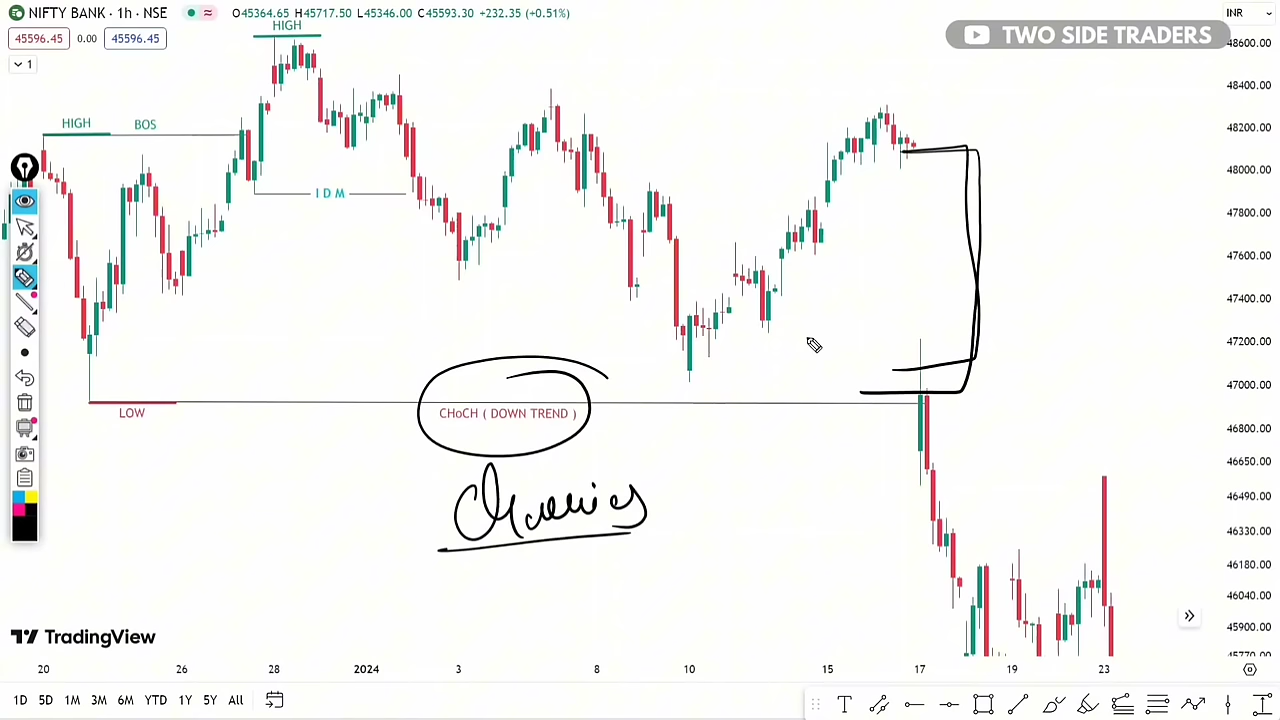 NIFTY BANK · 1h · NSE O45364.65 H45717.50 L45346.00 C45593.30 +232.35 (+0.51%) INR
45596.45 0.00 45596.45
1
TWO SIDE TRADERS
HIGH
HIGH BOS
I D M
LOW
CHoCH ( DOWN TREND )
48600.00
48400.00
48200.00
48000.00
47800.00
47600.00
47400.00
47200.00
47000.00
46800.00
46650.00
46490.00
46330.00
46180.00
46040.00
45900.00
45770.00
TradingView
20 26 28 2024 3 8 10 15 17 19 23
1D 5D 1M 3M 6M YTD 1Y 5Y All